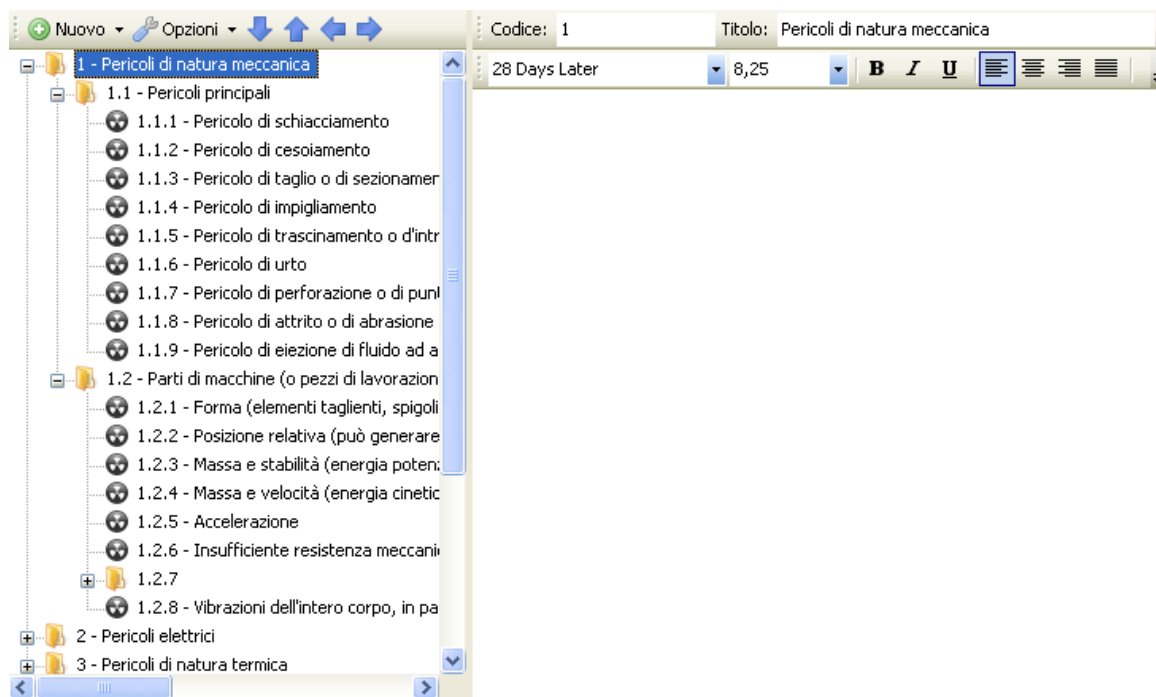 Nuovo Opzioni
1 - Pericoli di natura meccanica
1.1 - Pericoli principali
1.1.1 - Pericolo di schiacciamento
1.1.2 - Pericolo di cesoiamento
1.1.3 - Pericolo di taglio o di sezionamer
1.1.4 - Pericolo di impigliamento
1.1.5 - Pericolo di trascinamento o d'intr
1.1.6 - Pericolo di urto
1.1.7 - Pericolo di perforazione o di pun
1.1.8 - Pericolo di attrito o di abrasione
1.1.9 - Pericolo di eiezione di fluido ad a
1.2 - Parti di macchine (o pezzi di lavorazion
1.2.1 - Forma (elementi taglienti, spigoli
1.2.2 - Posizione relativa (può generare
1.2.3 - Massa e stabilità (energia poten
1.2.4 - Massa e velocità (energia cinetic
1.2.5 - Accelerazione
1.2.6 - Insufficiente resistenza meccani
1.2.7
1.2.8 - Vibrazioni dell'intero corpo, in pa
2 - Pericoli elettrici
3 - Pericoli di natura termica
Codice: 1 Titolo: Pericoli di natura meccanica
28 Days Later 8,25 B I U